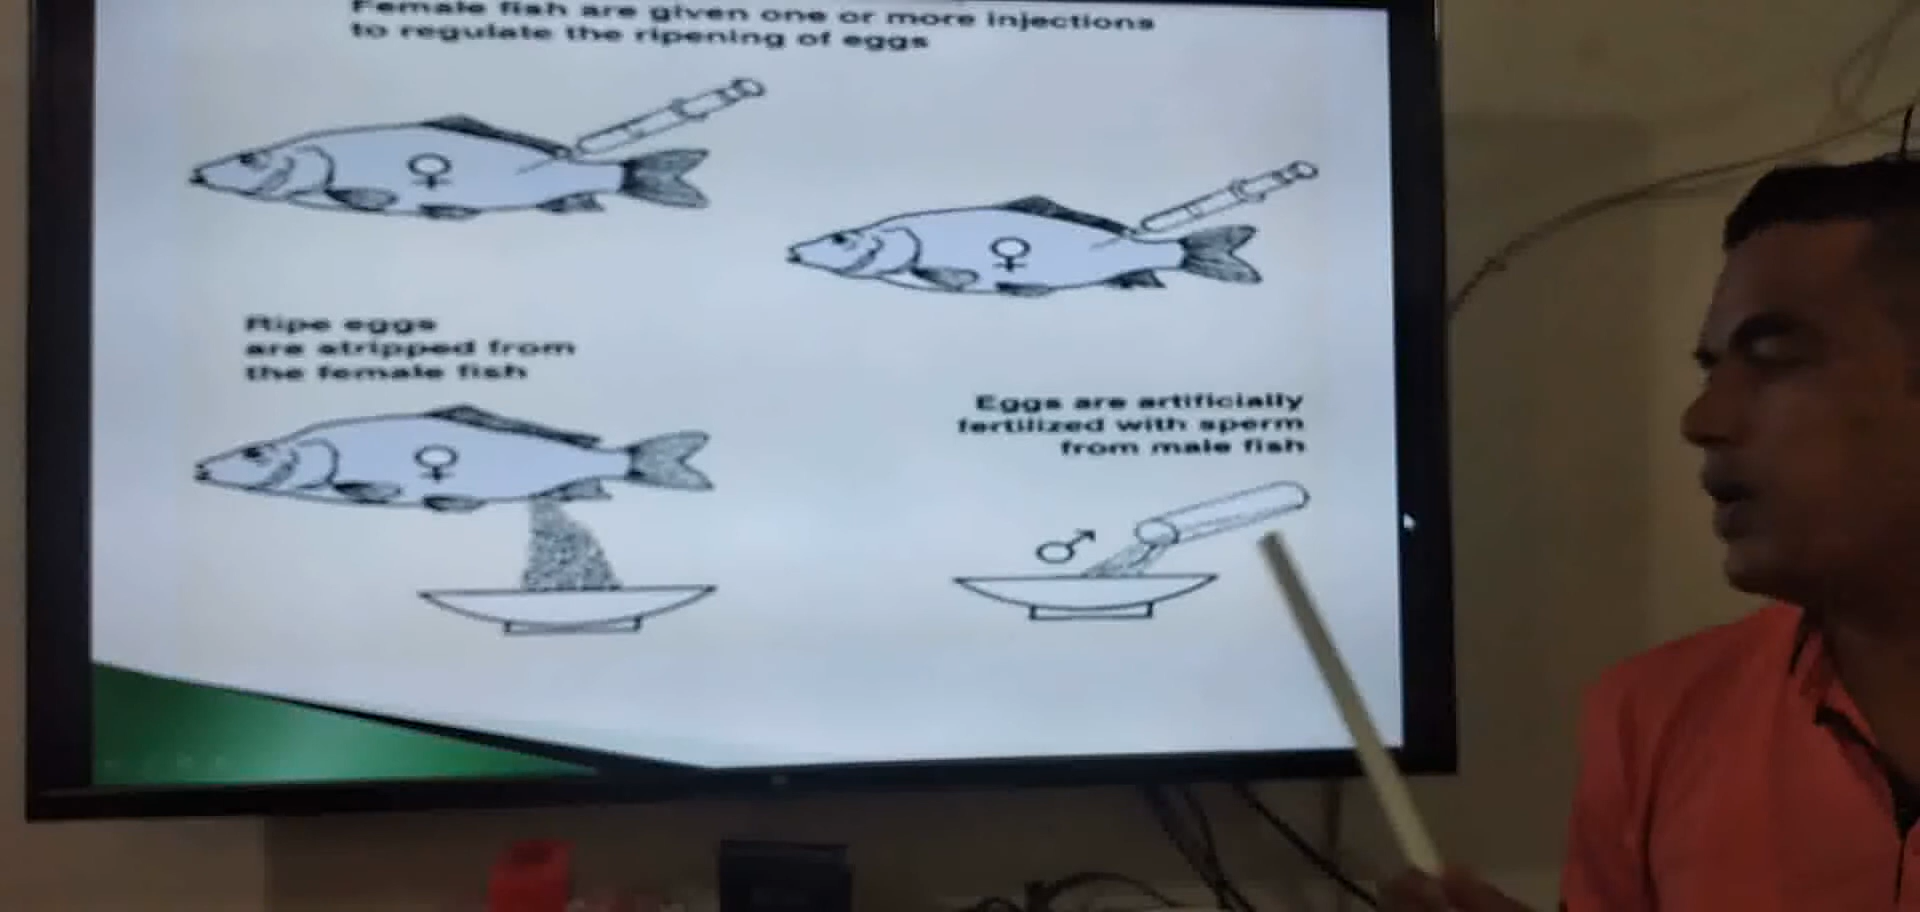 Female fish are given one or more injections
to regulate the ripening of eggs
Ripe eggs
are stripped from
the female fish
Eggs are artificially
fertilized with sperm
from male fish